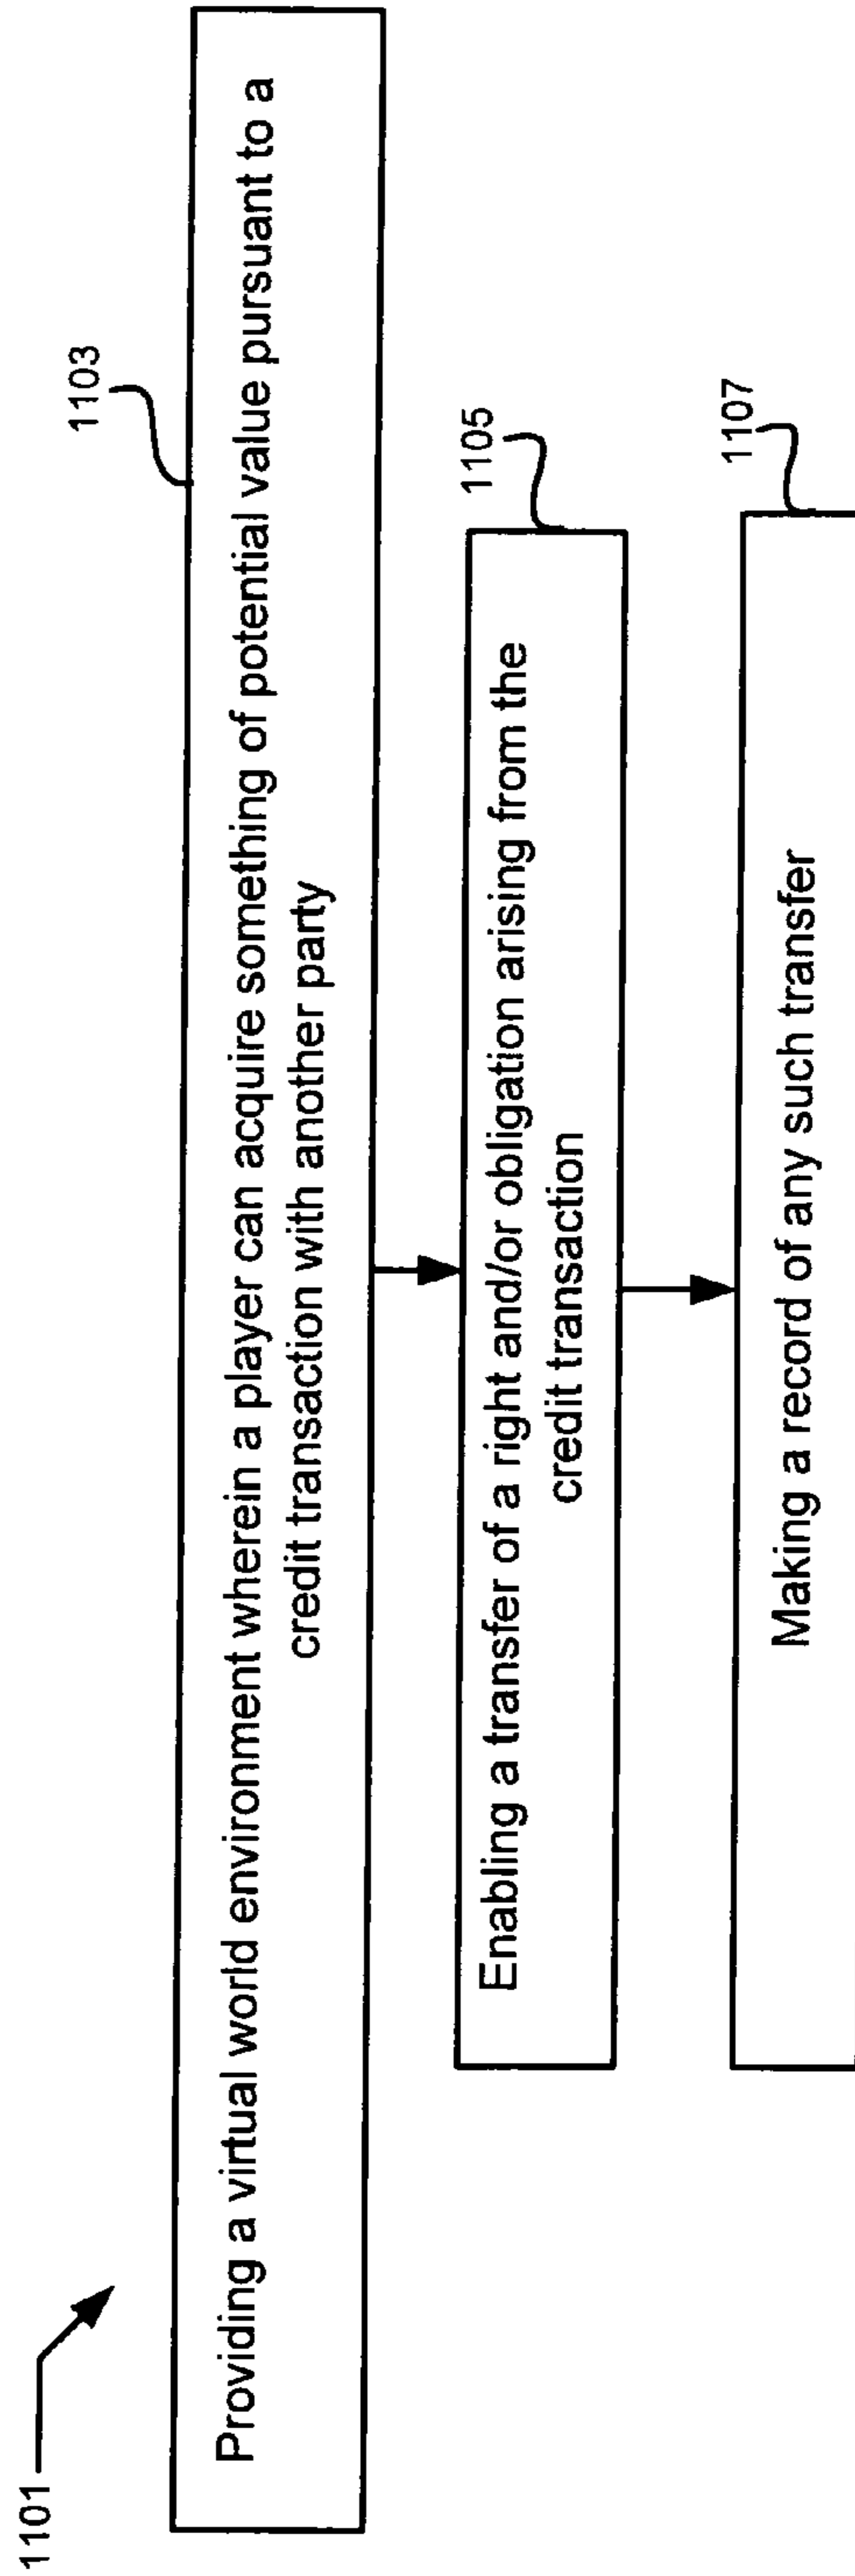 1101
1103
Providing a virtual world environment wherein a player can acquire something of potential value pursuant to a
credit transaction with another party
1105
Enabling a transfer of a right and/or obligation arising from the
credit transaction
1107
Making a record of any such transfer